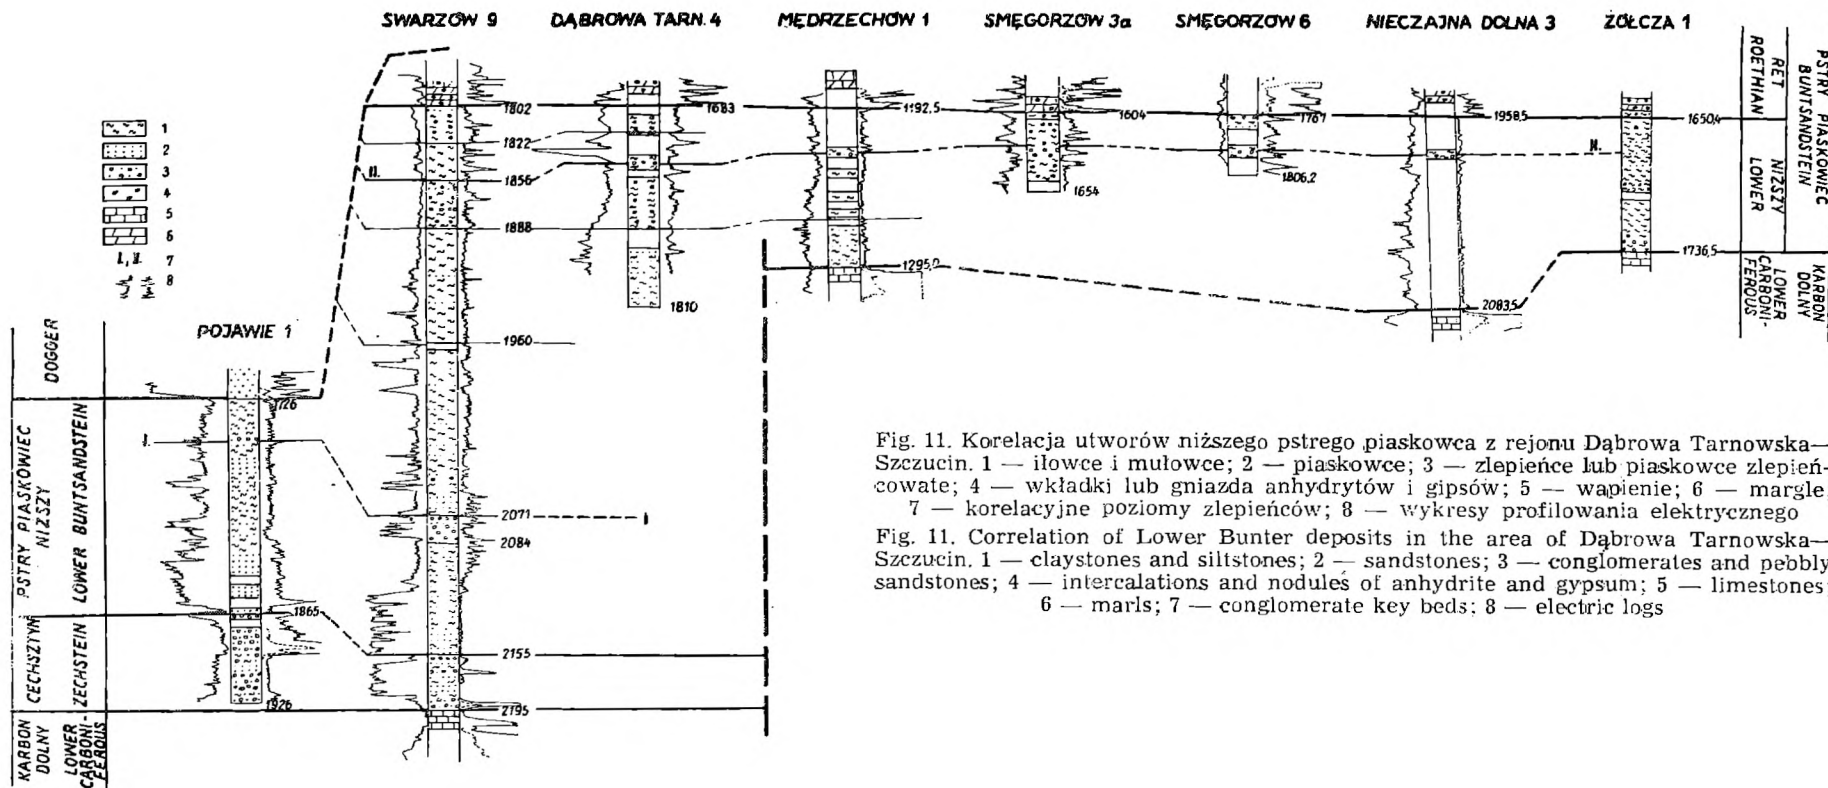 SWARZÓW 9 DĄBROWA TARN. 4 MĘDRZECHÓW 1 SMĘGORZÓW 3a SMĘGORZÓW 6 NIECZAJNA DOLNA 3 ŻÓŁCZA 1
1802 1683 1192,5 1604 1767 1958,5 1650,4
1822
II. 1856 II.
1654 1806,2
1888
1295,0 1736,5
1810 2083,5
1960
1
2
3
4
5
6
I, II. 7
8
RET
ROETHIAN
PSTRY PIASKOWIEC
BUNTSANDSTEIN
NIŻSZY
LOWER
KARBON
DOLNY
LOWER
CARBONI-
FEROUS
POJAWIE 1
1726
I.
2071 I
2084
1865
2155
1926 2195
DOGGER
PSTRY PIASKOWIEC
NIŻSZY
LOWER BUNTSANDSTEIN
CECHSZTYN
ZECHSTEIN
KARBON
DOLNY
LOWER
CARBONI-
FEROUS
Fig. 11. Korelacja utworów niższego pstrego piaskowca z rejonu Dąbrowa Tarnowska—
Szczucin. 1 — iłowce i mułowce; 2 — piaskowce; 3 — zlepieńce lub piaskowce zlepień-
cowate; 4 — wkładki lub gniazda anhydrytów i gipsów; 5 — wapienie; 6 — margle,
7 — korelacyjne poziomy zlepieńców; 8 — wykresy profilowania elektrycznego
Fig. 11. Correlation of Lower Bunter deposits in the area of Dąbrowa Tarnowska—
Szczucin. 1 — claystones and siltstones; 2 — sandstones; 3 — conglomerates and pebbly
sandstones; 4 — intercalations and nodules of anhydrite and gypsum; 5 — limestones;
6 — marls; 7 — conglomerate key beds; 8 — electric logs